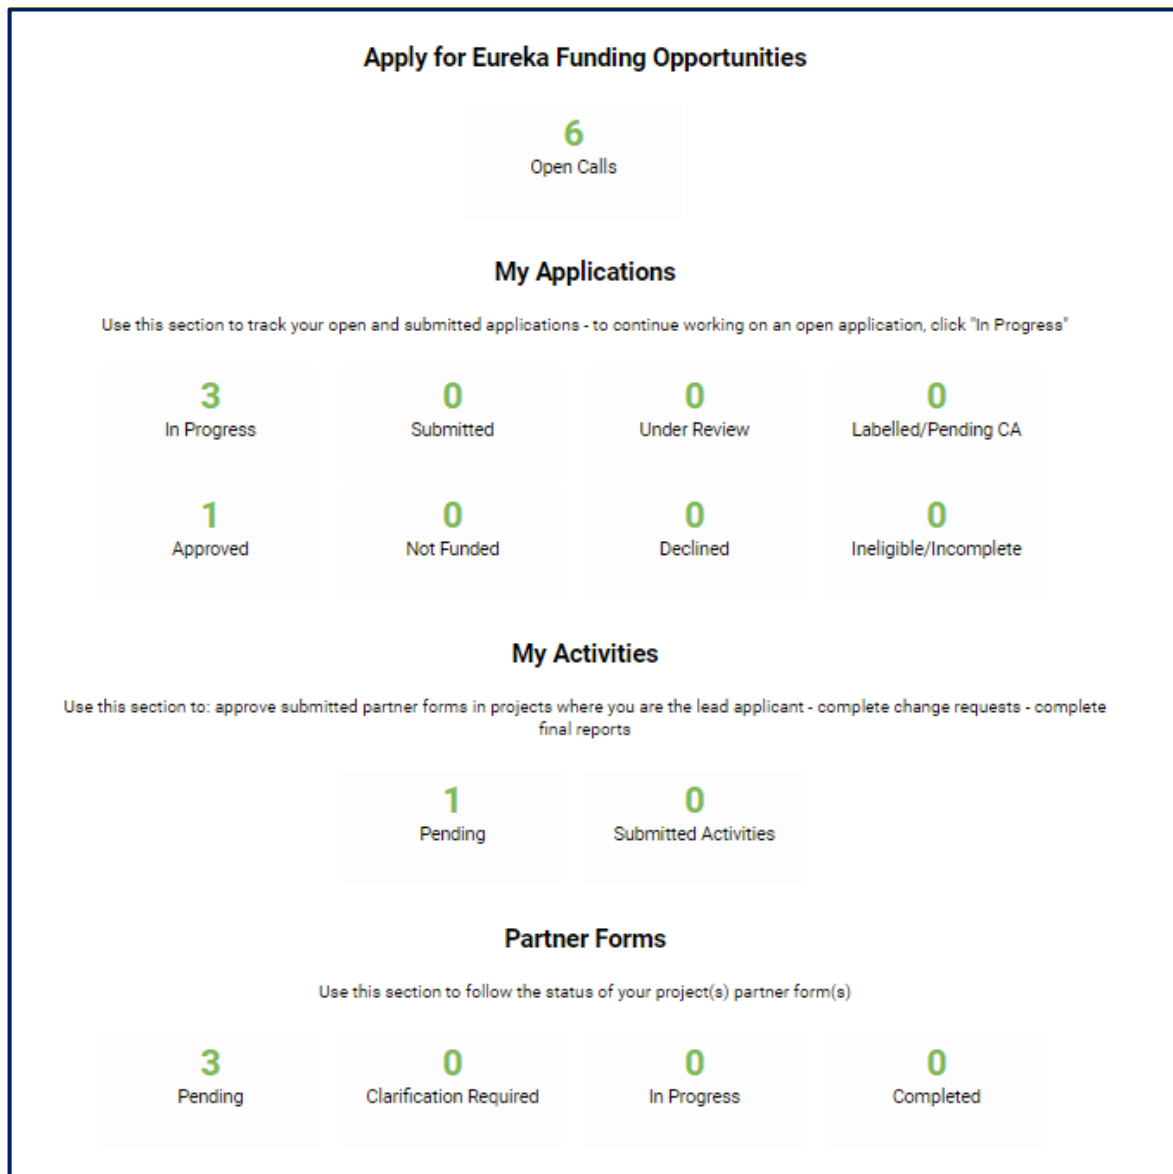 Apply for Eureka Funding Opportunities
6
Open Calls
My Applications
Use this section to track your open and submitted applications - to continue working on an open application, click "In Progress"
3 0 0 0
In Progress Submitted Under Review Labelled/Pending CA
1 0 0 0
Approved Not Funded Declined Ineligible/Incomplete
My Activities
Use this section to: approve submitted partner forms in projects where you are the lead applicant - complete change requests - complete
final reports
1 0
Pending Submitted Activities
Partner Forms
Use this section to follow the status of your project(s) partner form(s)
3 0 0 0
Pending Clarification Required In Progress Completed